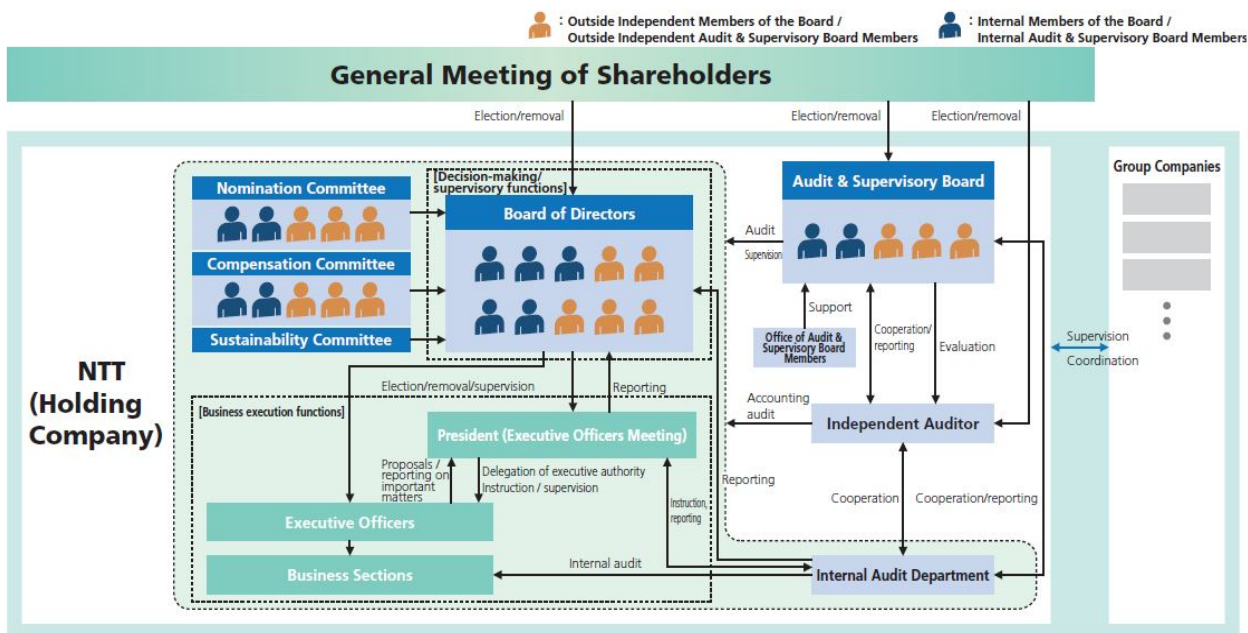 : Outside Independent Members of the Board /
Outside Independent Audit & Supervisory Board Members
: Internal Members of the Board /
Internal Audit & Supervisory Board Members
General Meeting of Shareholders
Election/removal
Election/removal
Election/removal
NTT
(Holding
Company)
Nomination Committee
Compensation Committee
Sustainability Committee
[Decision-making/
supervisory functions]
Board of Directors
Audit & Supervisory Board
Audit
Supervision
Support
Office of Audit &
Supervisory Board
Members
Cooperation/
reporting
Evaluation
Group Companies
Supervision
Coordination
Election/removal/supervision
Reporting
[Business execution functions]
President (Executive Officers Meeting)
Accounting
audit
Independent Auditor
Proposals /
reporting on
important
matters
Delegation of executive authority
Instruction / supervision
Instruction,
reporting
Reporting
Cooperation
Cooperation/reporting
Executive Officers
Business Sections
Internal audit
Internal Audit Department